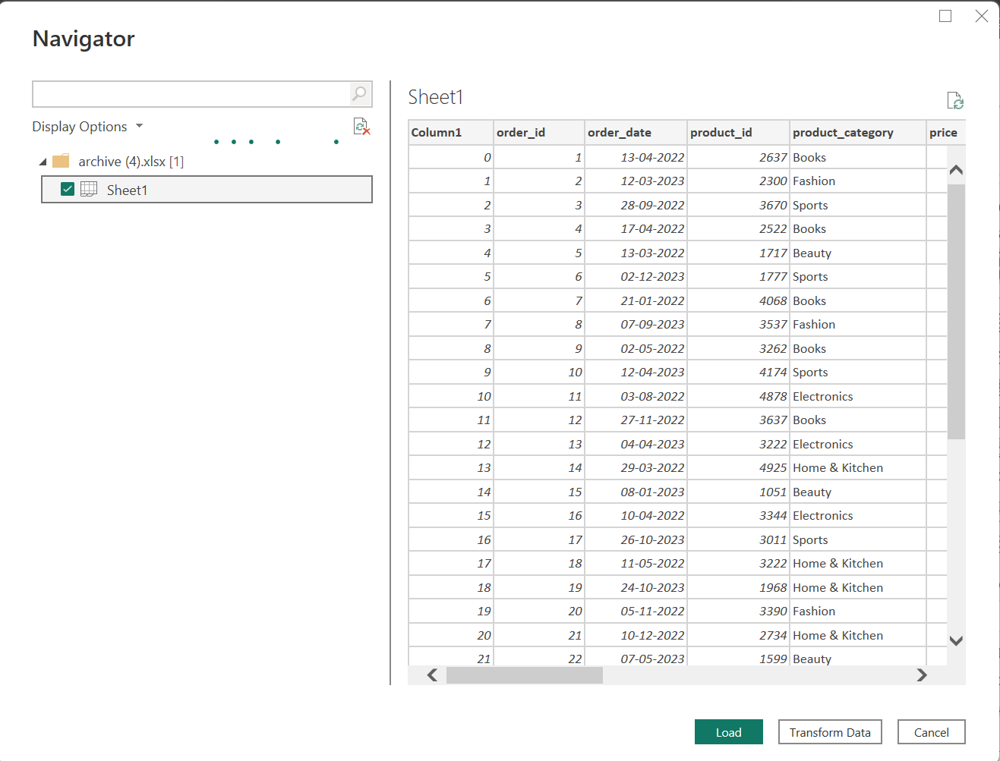 Navigator
Display Options
archive (4).xlsx [1]
Sheet1
Sheet1
Column1 order_id order_date product_id product_category price
0 1 13-04-2022 2637 Books
1 2 12-03-2023 2300 Fashion
2 3 28-09-2022 3670 Sports
3 4 17-04-2022 2522 Books
4 5 13-03-2022 1717 Beauty
5 6 02-12-2023 1777 Sports
6 7 21-01-2022 4068 Books
7 8 07-09-2023 3537 Fashion
8 9 02-05-2022 3262 Books
9 10 12-04-2023 4174 Sports
10 11 03-08-2022 4878 Electronics
11 12 27-11-2022 3637 Books
12 13 04-04-2023 3222 Electronics
13 14 29-03-2022 4925 Home & Kitchen
14 15 08-01-2023 1051 Beauty
15 16 10-04-2022 3344 Electronics
16 17 26-10-2023 3011 Sports
17 18 11-05-2022 3222 Home & Kitchen
18 19 24-10-2023 1968 Home & Kitchen
19 20 05-11-2022 3390 Fashion
20 21 10-12-2022 2734 Home & Kitchen
21 22 07-05-2023 1599 Beauty
Load Transform Data Cancel